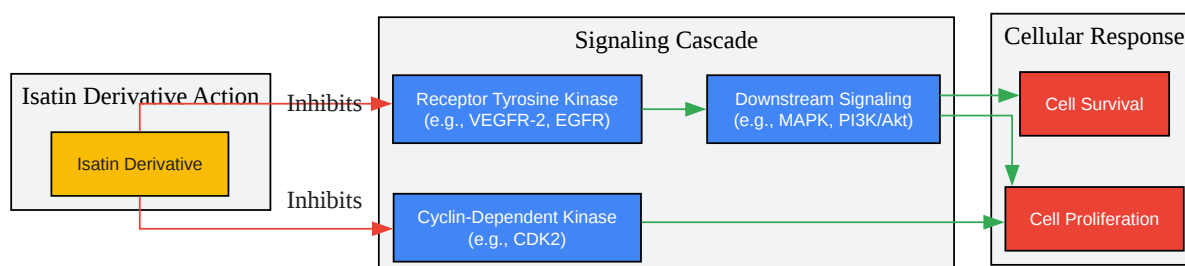 Isatin Derivative Action
Isatin Derivative
Inhibits
Inhibits
Signaling Cascade
Receptor Tyrosine Kinase
(e.g., VEGFR-2, EGFR)
Downstream Signaling
(e.g., MAPK, PI3K/Akt)
Cyclin-Dependent Kinase
(e.g., CDK2)
Cellular Response
Cell Survival
Cell Proliferation